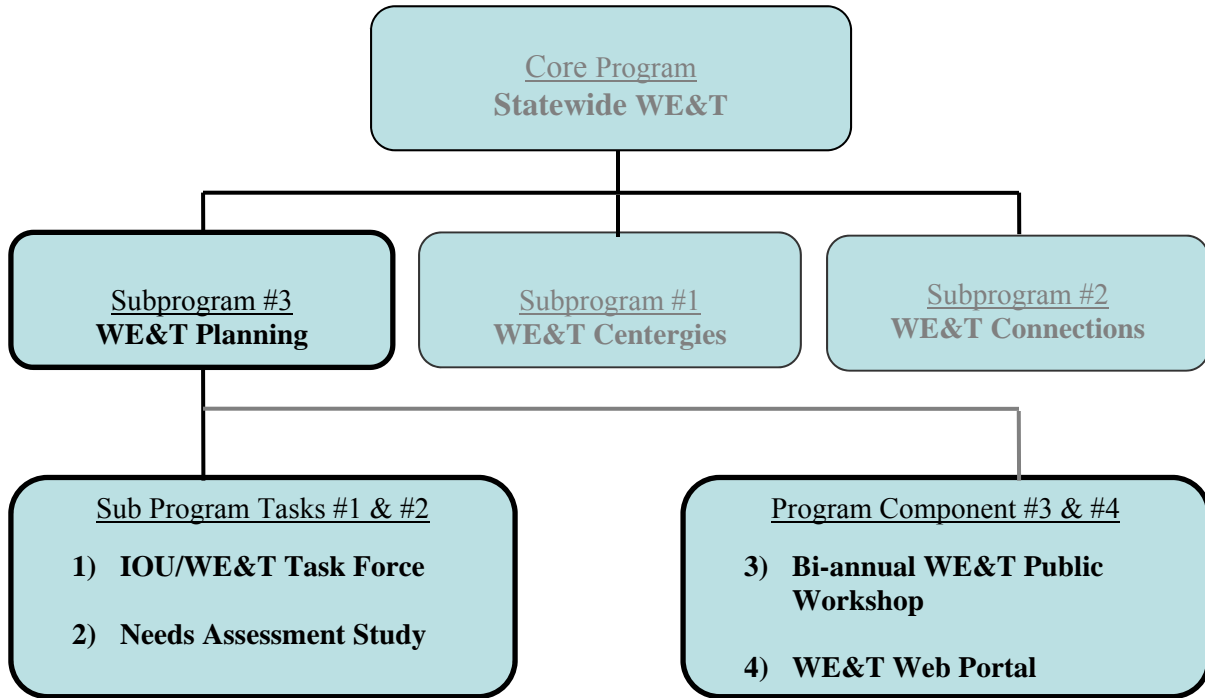 Core Program
Statewide WE&T
Subprogram #3
WE&T Planning
Subprogram #1
WE&T Centergies
Subprogram #2
WE&T Connections
Sub Program Tasks #1 & #2
1) IOU/WE&T Task Force
2) Needs Assessment Study
Program Component #3 & #4
3) Bi-annual WE&T Public
Workshop
4) WE&T Web Portal